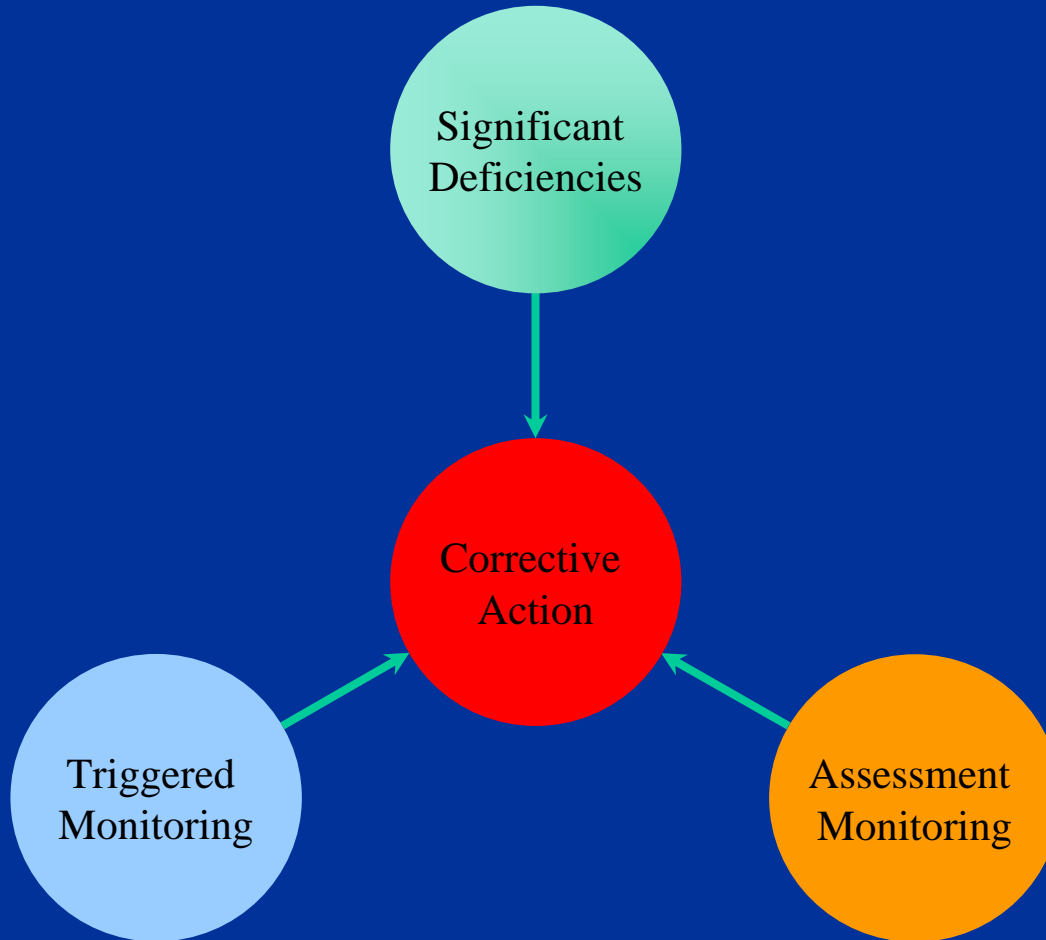 Significant
Deficiencies
Corrective
Action
Triggered
Monitoring
Assessment
Monitoring